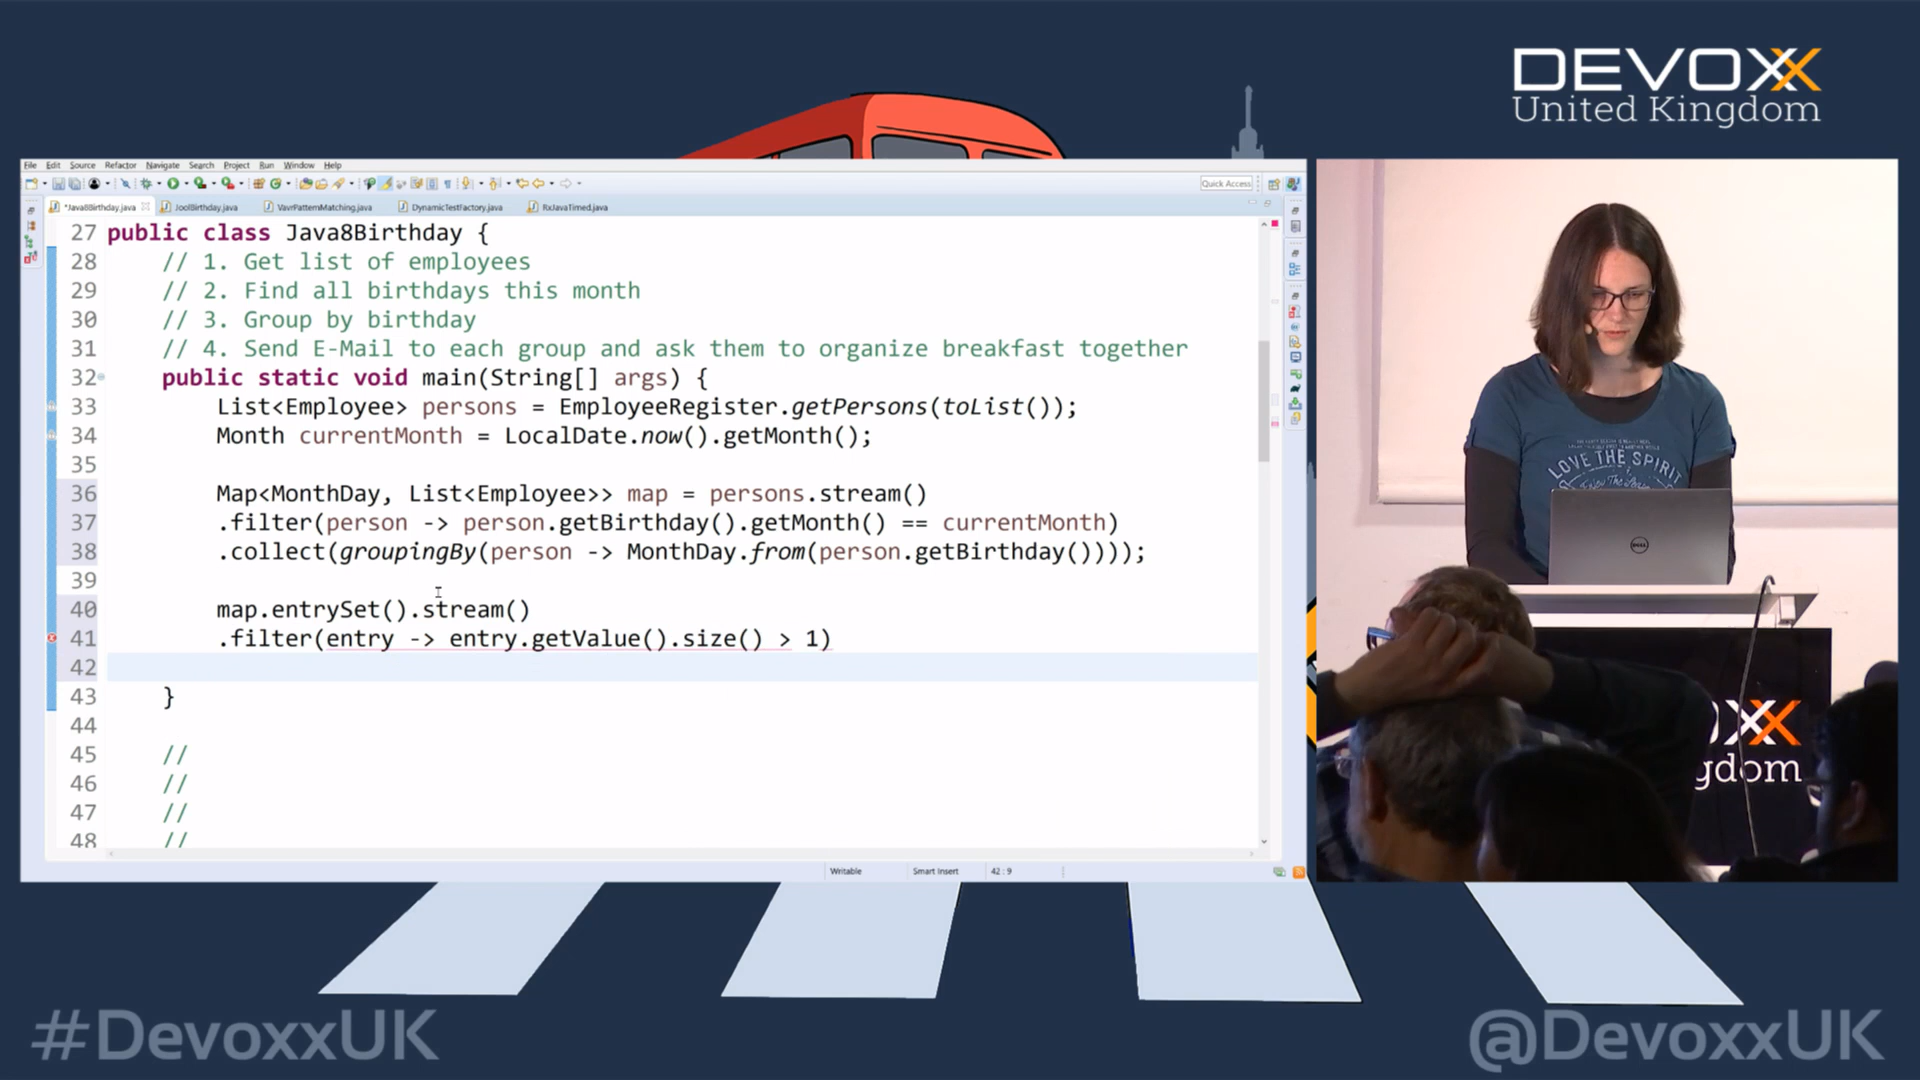 DEVOXX
United Kingdom
File Edit Source Refactor Navigate Search Project Run Window Help
Quick Access
*Java8Birthday.java JoolBirthday.java VavrPatternMatching.java DynamicTestFactory.java RxJavaTimed.java
27 public class Java8Birthday {
28 // 1. Get list of employees
29 // 2. Find all birthdays this month
30 // 3. Group by birthday
31 // 4. Send E-Mail to each group and ask them to organize breakfast together
32 public static void main(String[] args) {
33 List<Employee> persons = EmployeeRegister.getPersons(toList());
34 Month currentMonth = LocalDate.now().getMonth();
35
36 Map<MonthDay, List<Employee>> map = persons.stream()
37 .filter(person -> person.getBirthday().getMonth() == currentMonth)
38 .collect(groupingBy(person -> MonthDay.from(person.getBirthday())));
39
40 map.entrySet().stream()
41 .filter(entry -> entry.getValue().size() > 1)
42
43 }
44
45 //
46 //
47 //
48 //
Writable Smart Insert 42 : 9
LOVE THE SPIRIT
DELL
XX
gdom
#DevoxxUK
@DevoxxUK